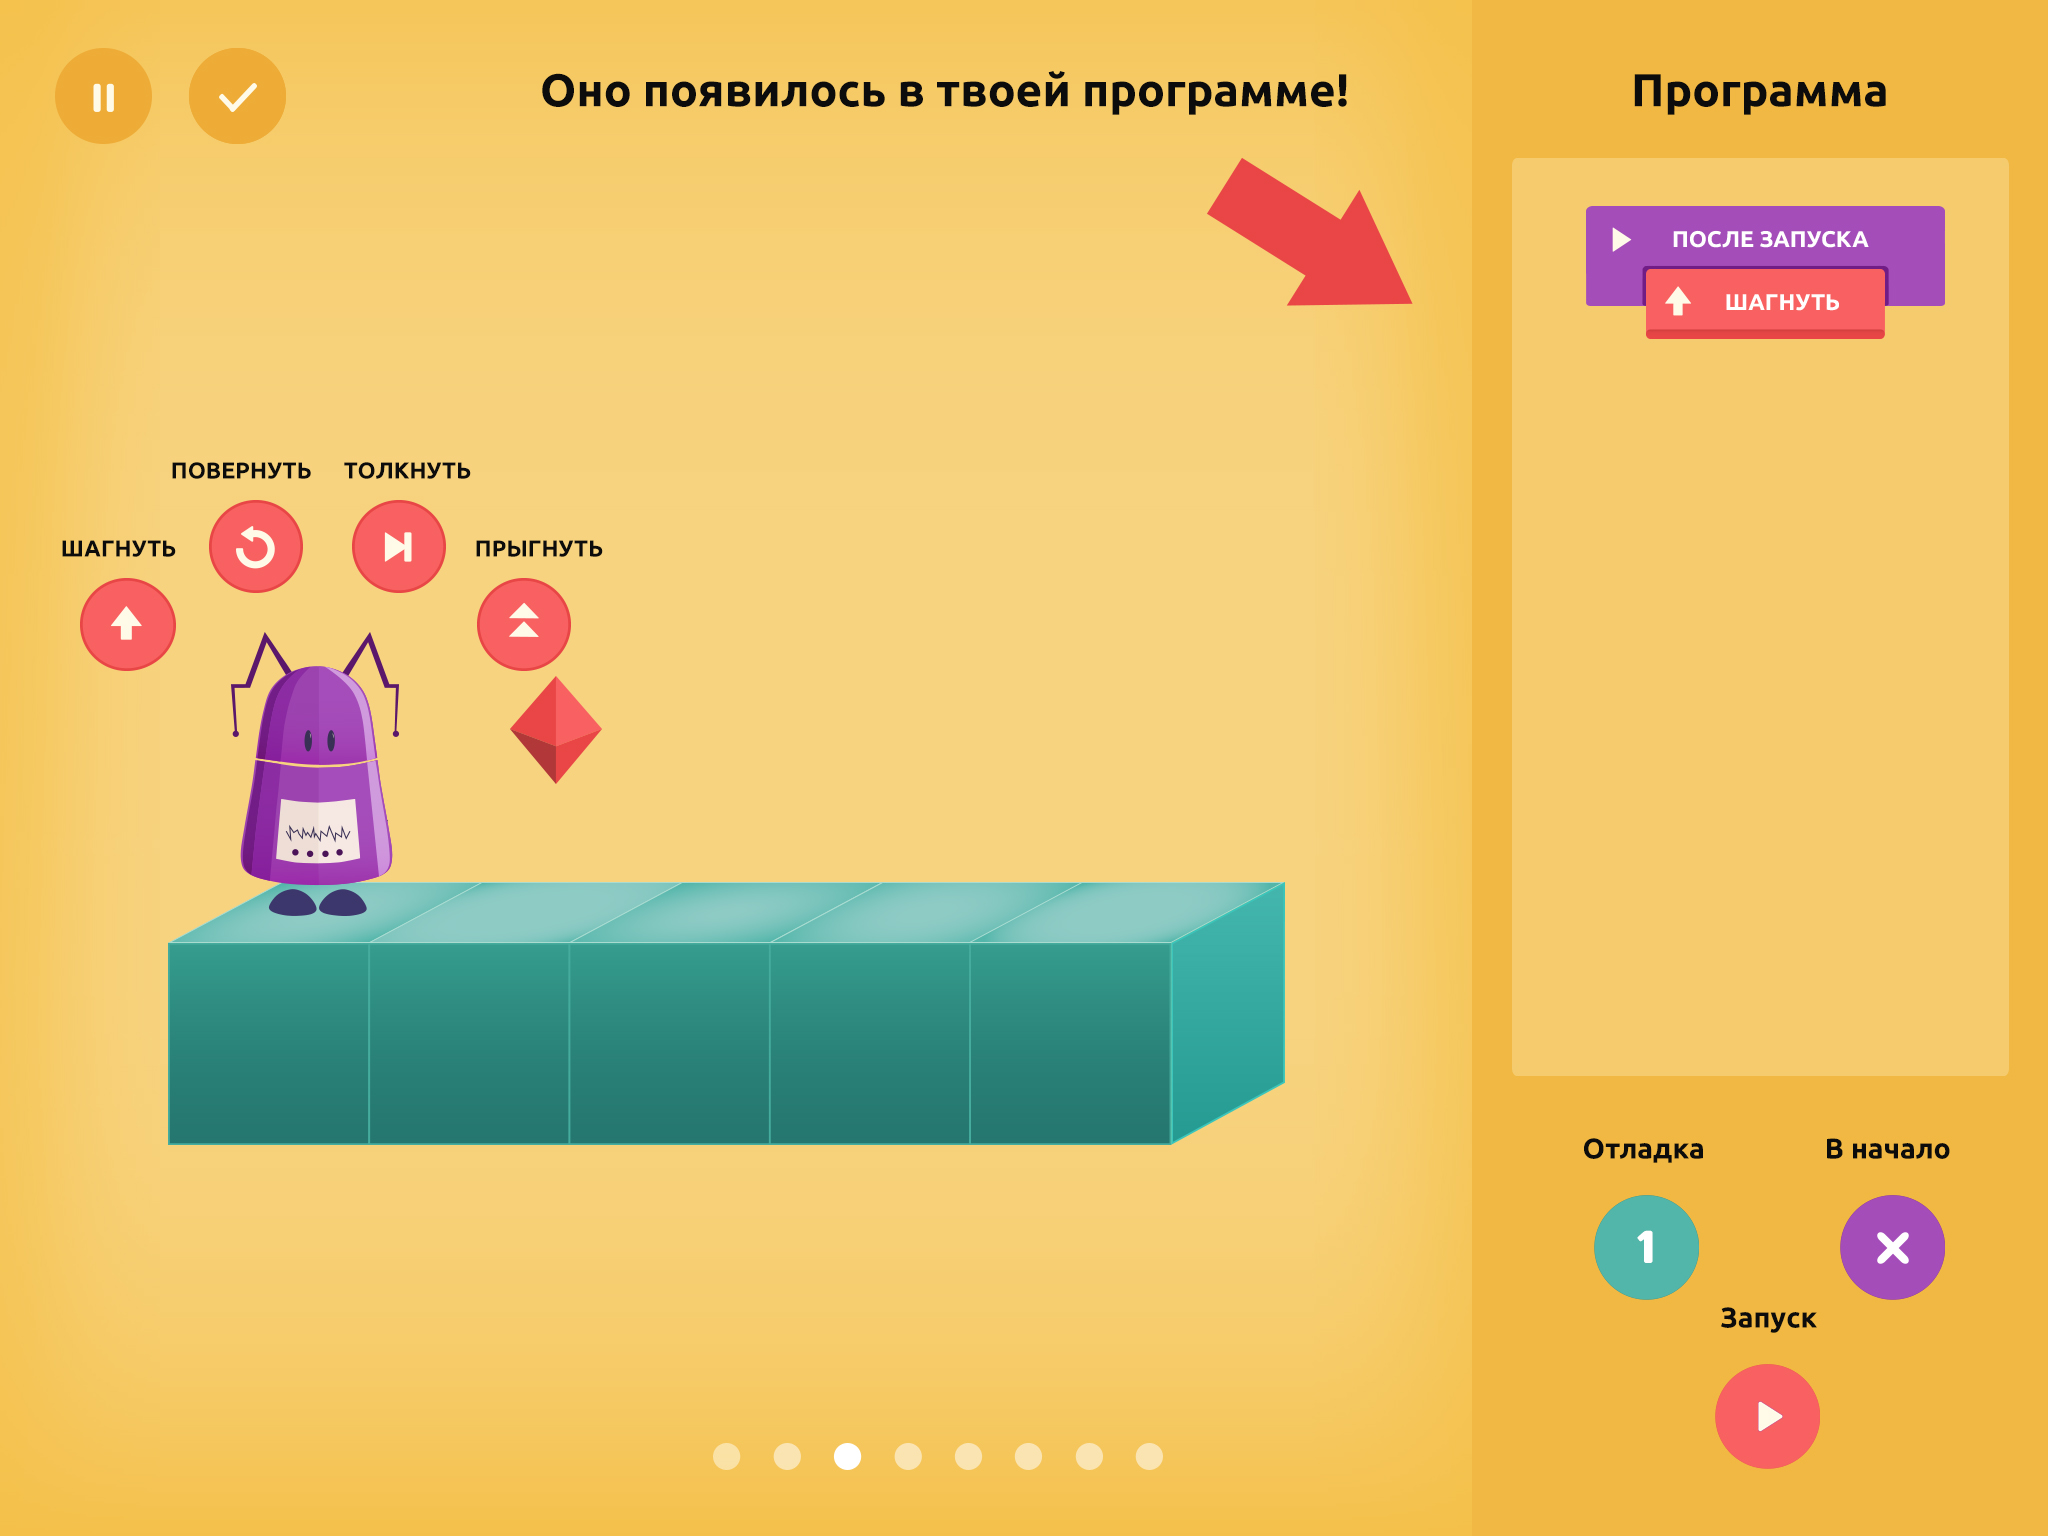 Оно появилось в твоей программе!
Программа
ПОСЛЕ ЗАПУСКА
ШАГНУТЬ
ПОВЕРНУТЬ
ТОЛКНУТЬ
ШАГНУТЬ
ПРЫГНУТЬ
Отладка
В начало
1
Запуск